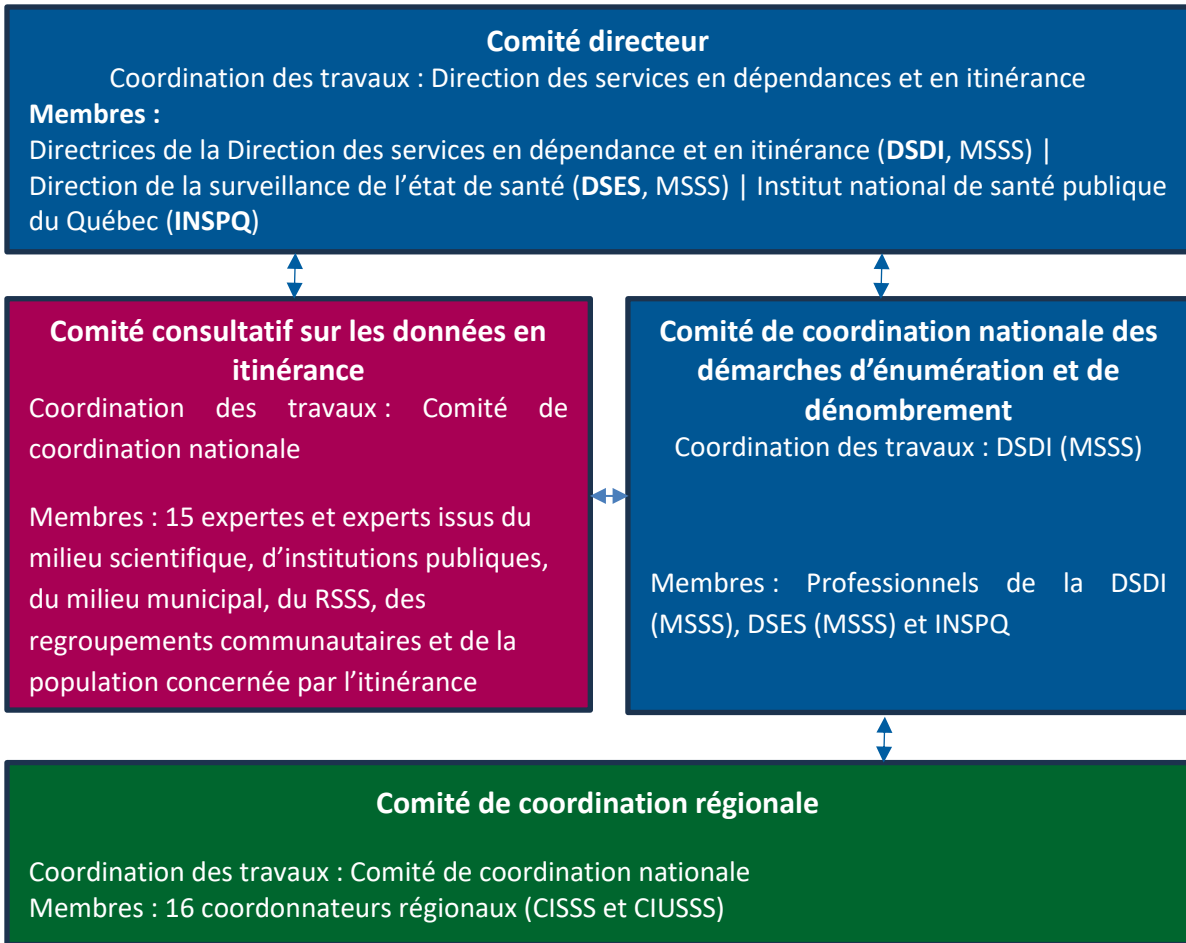 Comité directeur
Coordination des travaux : Direction des services en dépendances et en itinérance
Membres :
Directrices de la Direction des services en dépendance et en itinérance (DSDI, MSSS) |
Direction de la surveillance de l’état de santé (DSES, MSSS) | Institut national de santé publique
du Québec (INSPQ)
Comité consultatif sur les données en
itinérance
Coordination des travaux : Comité de
coordination nationale
Membres : 15 expertes et experts issus du
milieu scientifique, d’institutions publiques,
du milieu municipal, du RSSS, des
regroupements communautaires et de la
population concernée par l’itinérance
Comité de coordination nationale des
démarches d’énumération et de
dénombrement
Coordination des travaux : DSDI (MSSS)
Membres : Professionnels de la DSDI
(MSSS), DSES (MSSS) et INSPQ
Comité de coordination régionale
Coordination des travaux : Comité de coordination nationale
Membres : 16 coordonnateurs régionaux (CISSS et CIUSSS)